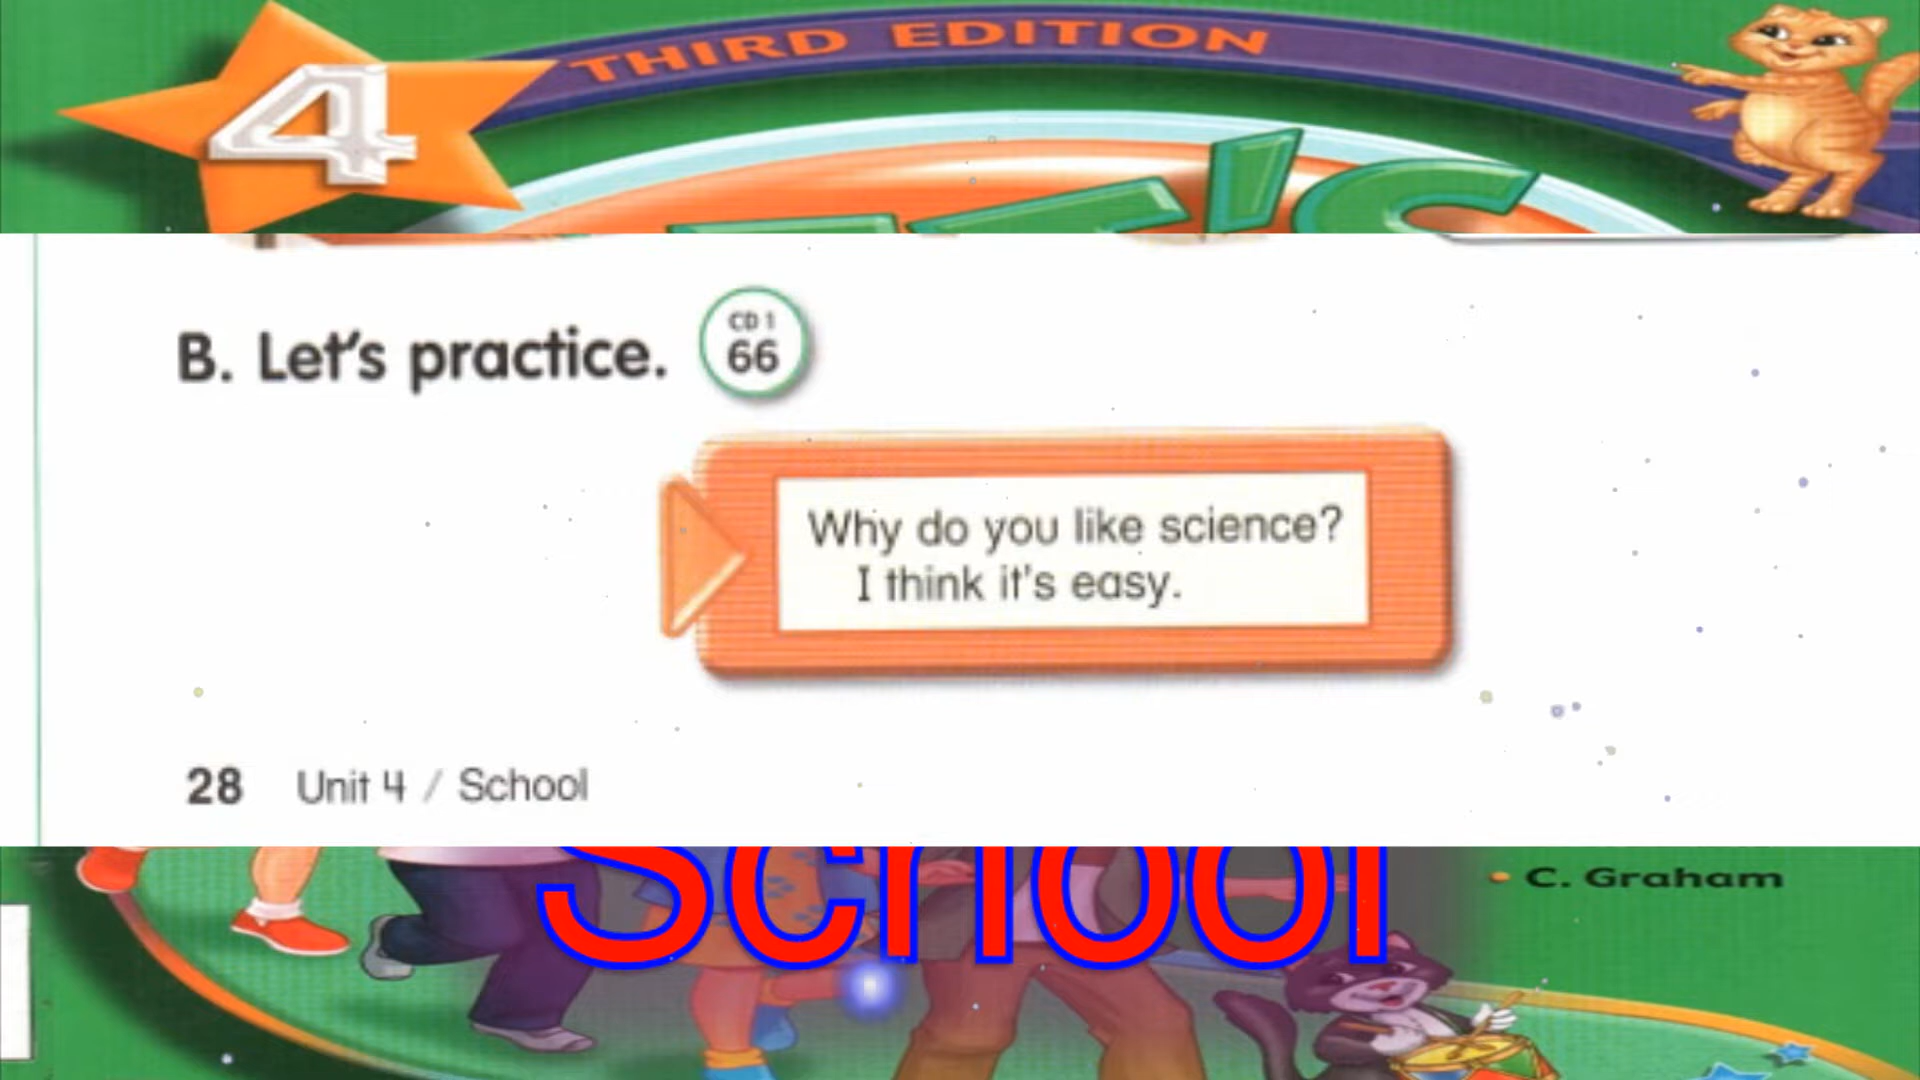 4
THIRD EDITION
B. Let's practice.
CD 1
66
Why do you like science?
I think it's easy.
28 Unit 4 / School
School
• C. Graham